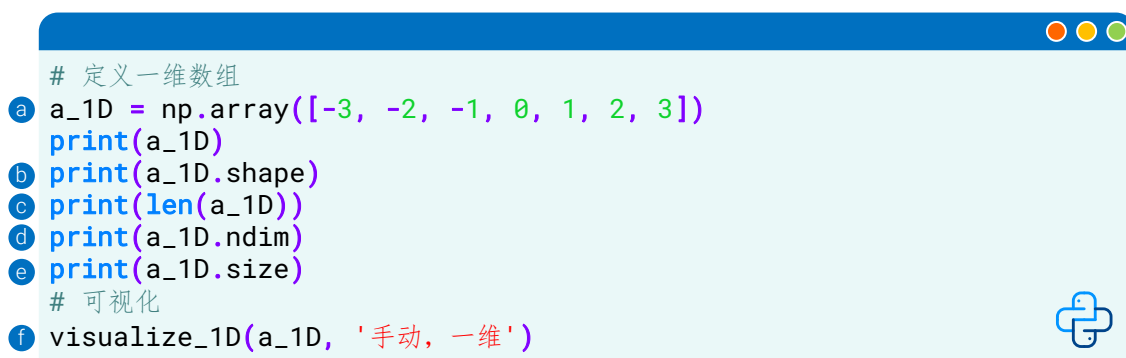 # 定义一维数组
a a_1D = np.array([-3, -2, -1, 0, 1, 2, 3])
print(a_1D)
b print(a_1D.shape)
c print(len(a_1D))
d print(a_1D.ndim)
e print(a_1D.size)
# 可视化
f visualize_1D(a_1D, '手动, 一维')